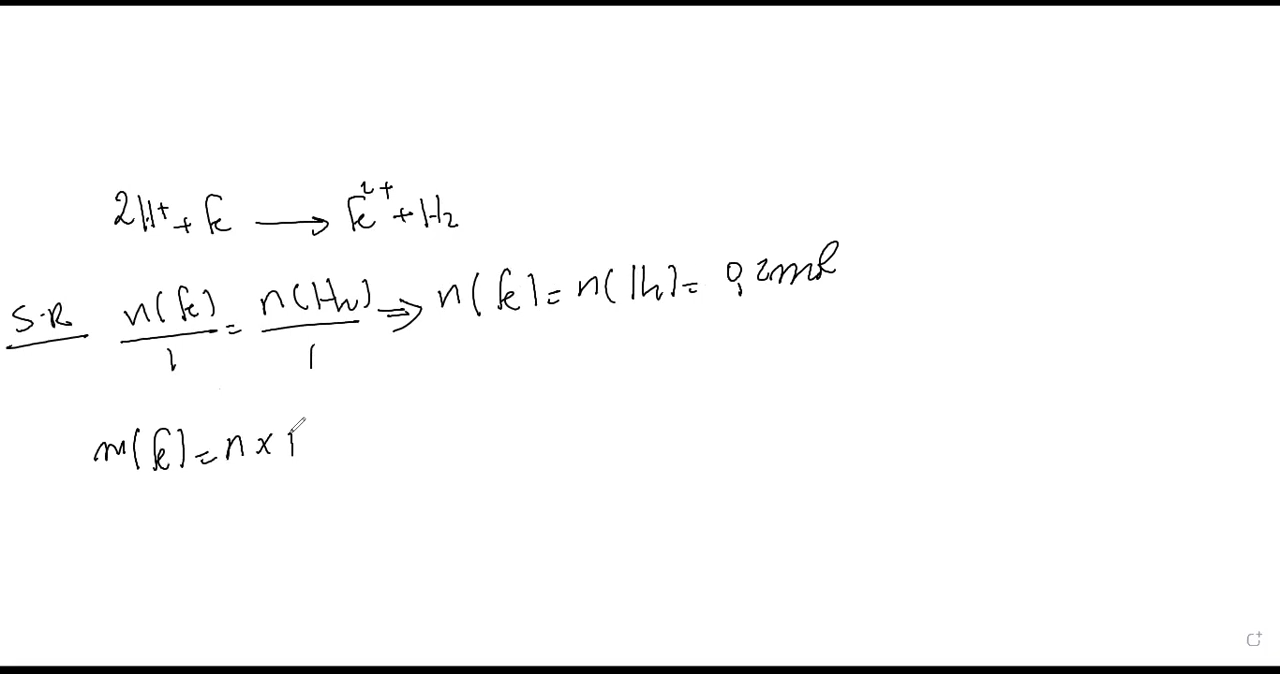 2H⁺ + Fe ⟶ Fe²⁺ + H₂
S.R n(Fe)/1 = n(H₂)/1 ⇒ n(Fe) = n(H₂) = 0,2mol
m(Fe) = n ×